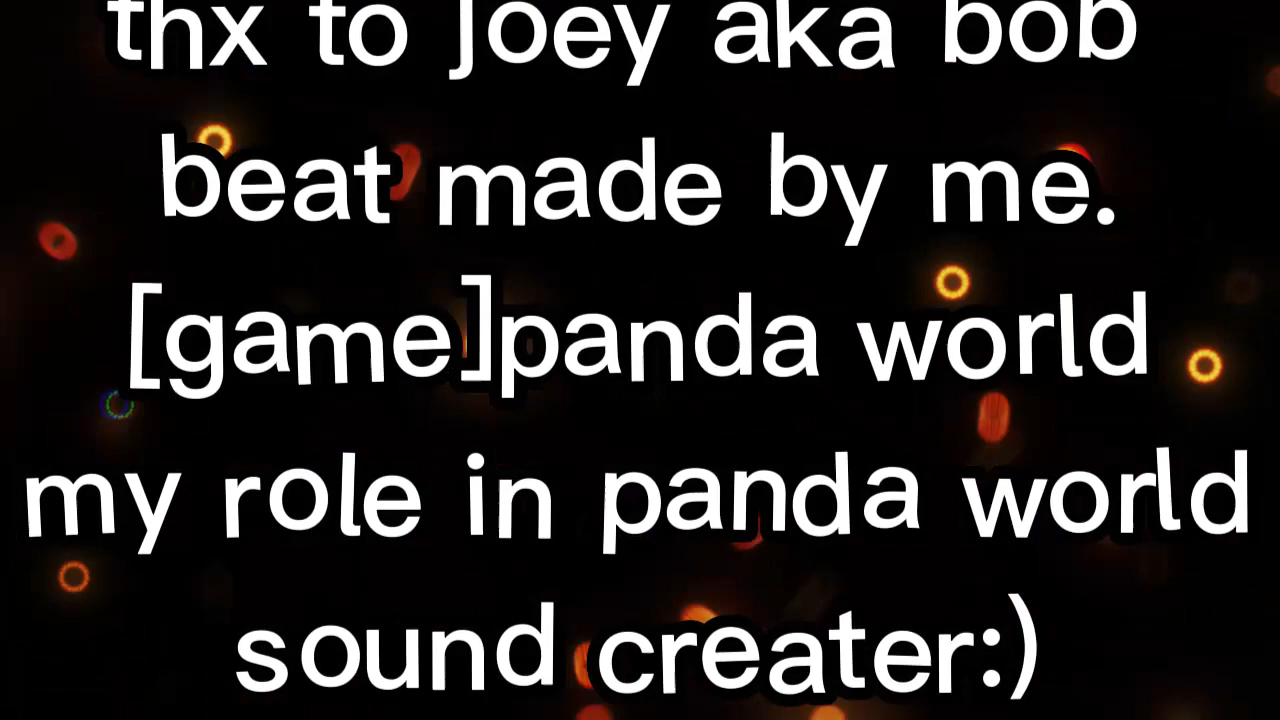 thx to Joey aka bob
beat made by me.
[game]panda world
my role in panda world
sound creater:)